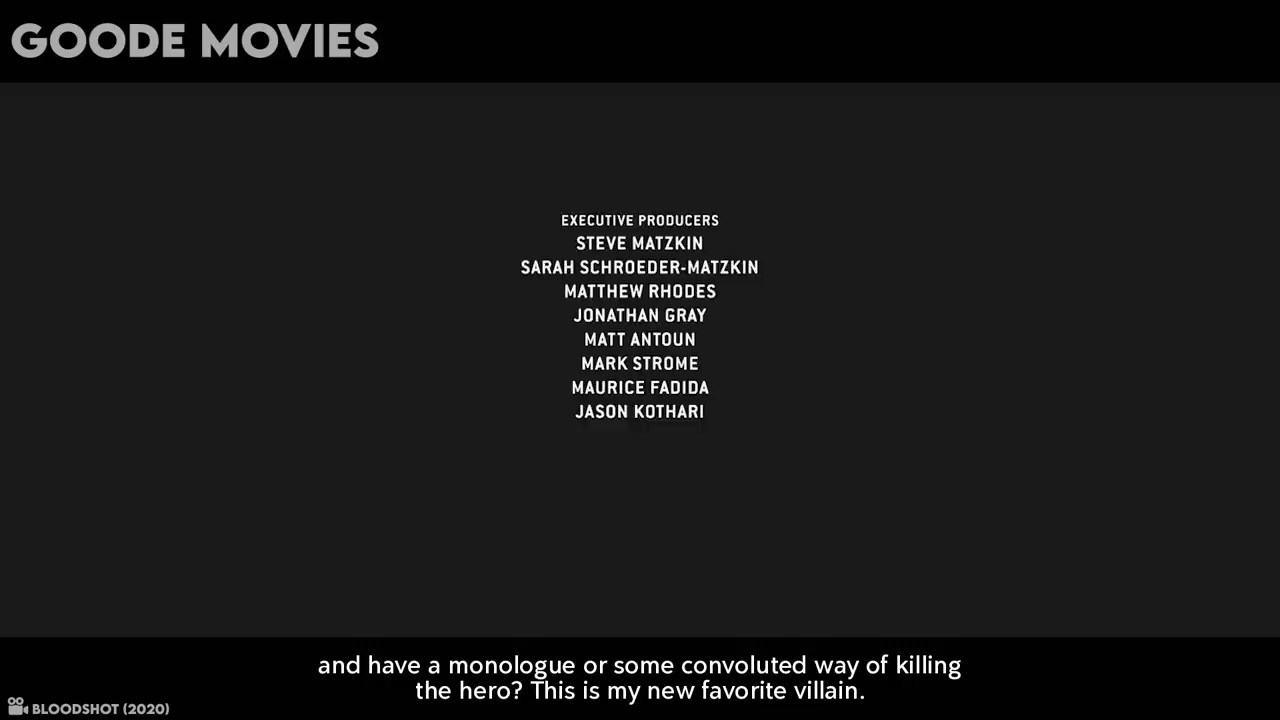 GOODE MOVIES
EXECUTIVE PRODUCERS
STEVE MATZKIN
SARAH SCHROEDER-MATZKIN
MATTHEW RHODES
JONATHAN GRAY
MATT ANTOUN
MARK STROME
MAURICE FADIDA
JASON KOTHARI
and have a monologue or some convoluted way of killing
the hero? This is my new favorite villain.
BLOODSHOT (2020)